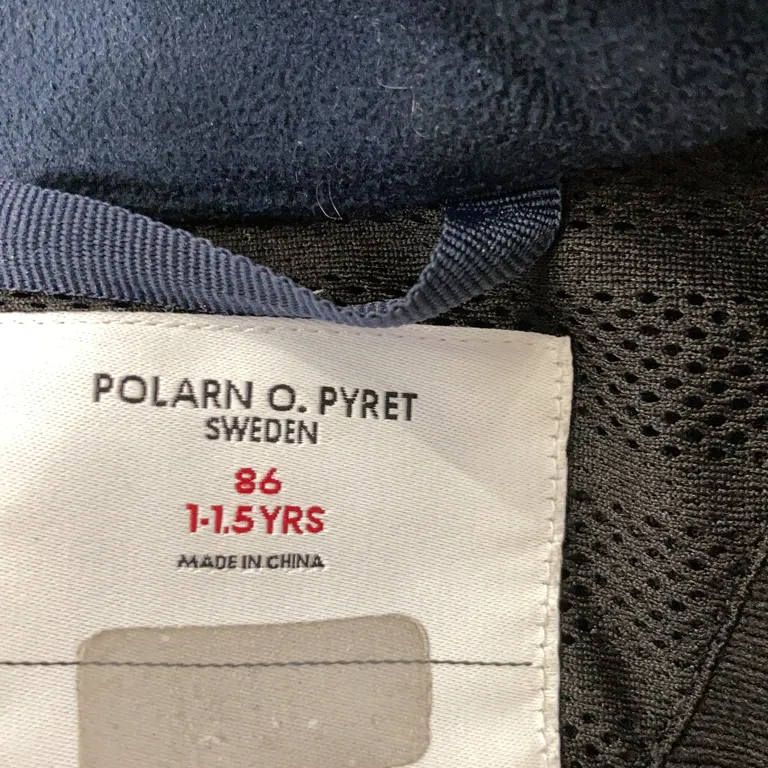 POLARN O. PYRET
SWEDEN
86
1-1,5 YRS
MADE IN CHINA